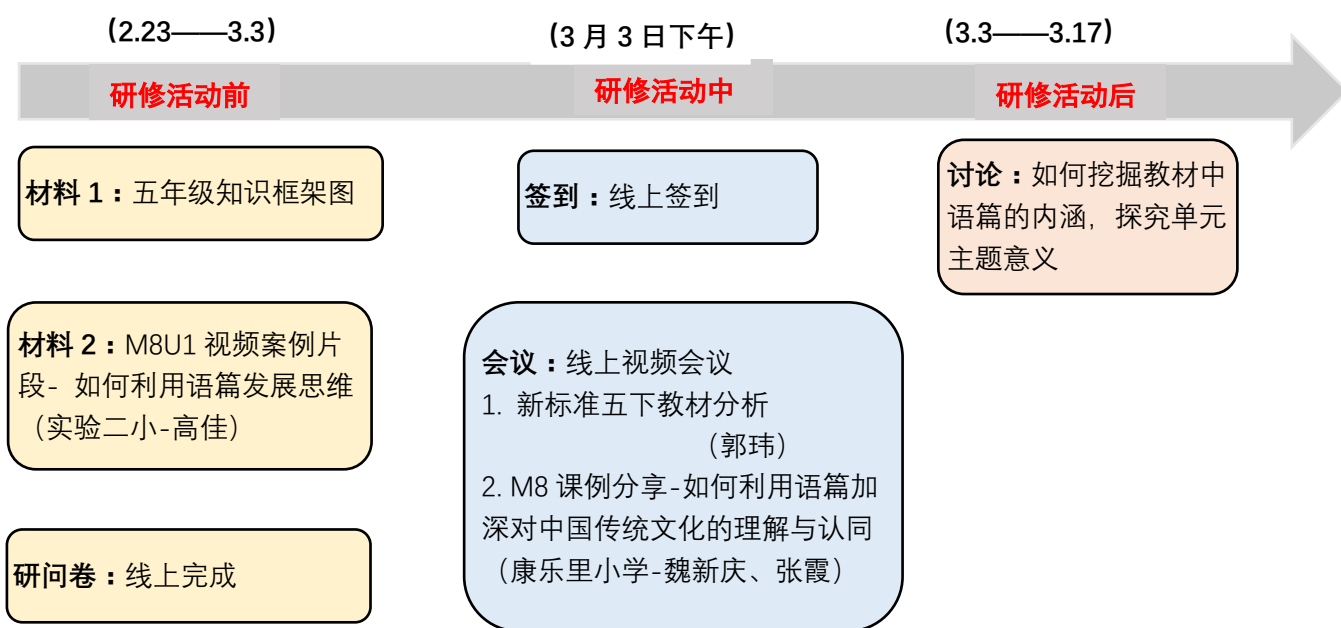 (2.23——3.3)
(3 月 3 日下午)
(3.3——3.17)
研修活动前
研修活动中
研修活动后
材料 1：五年级知识框架图
材料 2：M8U1 视频案例片
段- 如何利用语篇发展思维
（实验二小-高佳）
研问卷：线上完成
签到：线上签到
会议：线上视频会议
1. 新标准五下教材分析
（郭玮）
2. M8 课例分享-如何利用语篇加
深对中国传统文化的理解与认同
（康乐里小学-魏新庆、张霞）
讨论：如何挖掘教材中
语篇的内涵，探究单元
主题意义